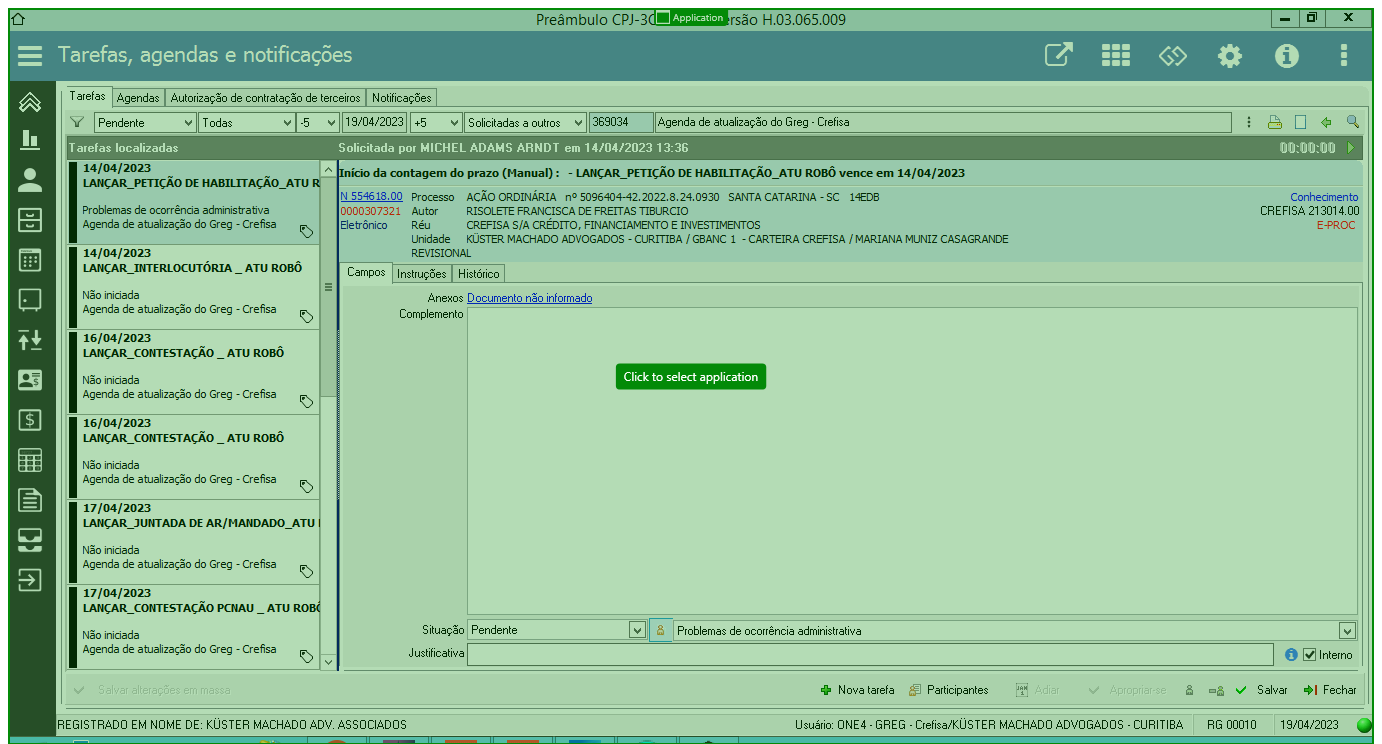 Preâmbulo CPJ-3C
Application
rsão H.03.065.009
Tarefas, agendas e notificações
Tarefas
Agendas
Autorização de contratação de terceiros
Notificações
Pendente
Todas
-5
19/04/2023
+5
Solicitadas a outros
369034
Agenda de atualização do Greg - Crefisa
Tarefas localizadas
Solicitada por MICHEL ADAMS ARNDT em 14/04/2023 13:36
00:00:00
14/04/2023
LANÇAR_PETIÇÃO DE HABILITAÇÃO_ATU R
Problemas de ocorrência administrativa
Agenda de atualização do Greg - Crefisa
14/04/2023
LANÇAR_INTERLOCUTÓRIA _ ATU ROBÔ
Não iniciada
Agenda de atualização do Greg - Crefisa
16/04/2023
LANÇAR_CONTESTAÇÃO _ ATU ROBÔ
Não iniciada
Agenda de atualização do Greg - Crefisa
16/04/2023
LANÇAR_CONTESTAÇÃO _ ATU ROBÔ
Não iniciada
Agenda de atualização do Greg - Crefisa
17/04/2023
LANÇAR_JUNTADA DE AR/MANDADO_ATU
Não iniciada
Agenda de atualização do Greg - Crefisa
17/04/2023
LANÇAR_CONTESTAÇÃO PCNAU _ ATU ROBÔ
Não iniciada
Agenda de atualização do Greg - Crefisa
Início da contagem do prazo (Manual) : - LANÇAR_PETIÇÃO DE HABILITAÇÃO_ATU ROBÔ vence em 14/04/2023
N 554618.00 Processo AÇÃO ORDINÁRIA nº 5096404-42.2022.8.24.0930 SANTA CATARINA - SC 14EDB Conhecimento
0000307321 Autor RISOLETE FRANCISCA DE FREITAS TIBURCIO CREFISA 213014.00
Eletrônico Réu CREFISA S/A CRÉDITO, FINANCIAMENTO E INVESTIMENTOS E-PROC
Unidade KÜSTER MACHADO ADVOGADOS - CURITIBA / GBANC 1 - CARTEIRA CREFISA / MARIANA MUNIZ CASAGRANDE
REVISIONAL
Campos
Instruções
Histórico
Anexos Documento não informado
Complemento
Click to select application
Situação Pendente
Problemas de ocorrência administrativa
Justificativa
Interno
Salvar alterações em massa
Nova tarefa
Participantes
Adiar
Apropriar-se
Salvar
Fechar
REGISTRADO EM NOME DE: KÜSTER MACHADO ADV. ASSOCIADOS
Usuário: ONE4 - GREG - Crefisa/KÜSTER MACHADO ADVOGADOS - CURITIBA
RG 00010
19/04/2023